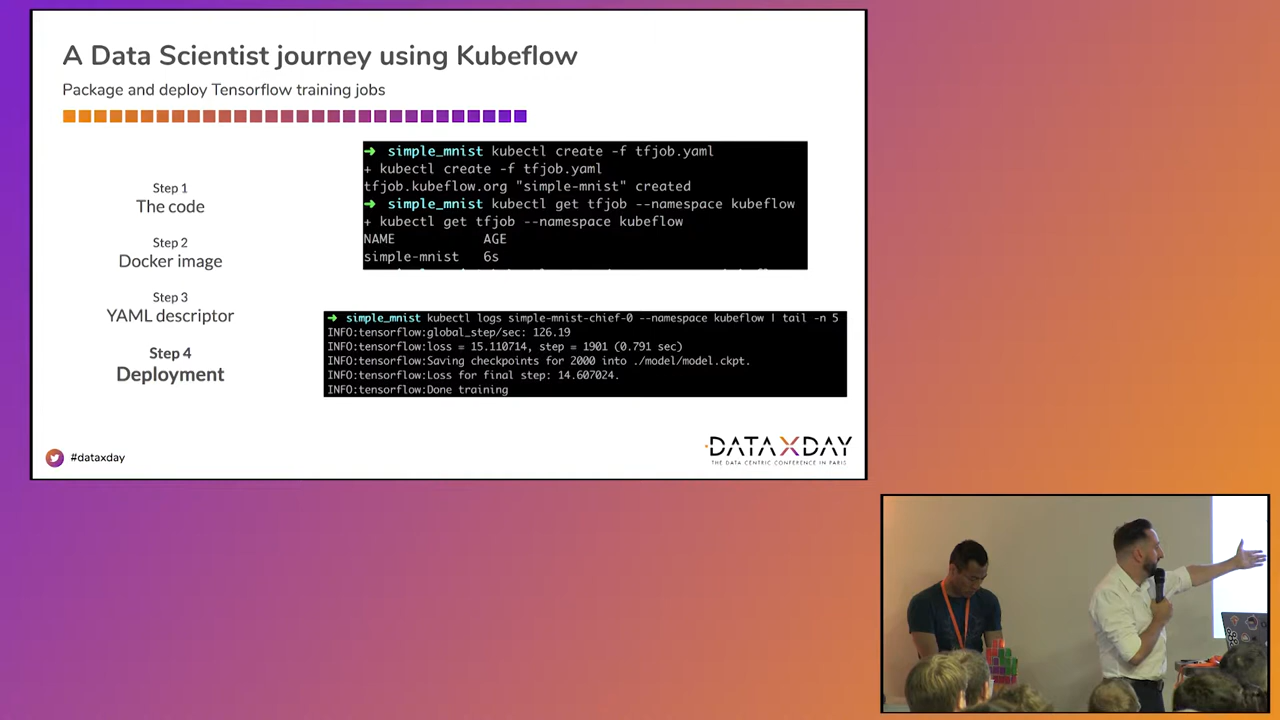 A Data Scientist journey using Kubeflow
Package and deploy Tensorflow training jobs
Step 1
The code
Step 2
Docker image
Step 3
YAML descriptor
Step 4
Deployment
➜ simple_mnist kubectl create -f tfjob.yaml
+ kubectl create -f tfjob.yaml
tfjob.kubeflow.org "simple-mnist" created
➜ simple_mnist kubectl get tfjob --namespace kubeflow
+ kubectl get tfjob --namespace kubeflow
NAME AGE
simple-mnist 6s
➜ simple_mnist kubectl logs simple-mnist-chief-0 --namespace kubeflow | tail -n 5
INFO:tensorflow:global_step/sec: 126.19
INFO:tensorflow:loss = 15.110714, step = 1901 (0.791 sec)
INFO:tensorflow:Saving checkpoints for 2000 into ./model/model.ckpt.
INFO:tensorflow:Loss for final step: 14.607024.
INFO:tensorflow:Done training
#dataxday
DATAXDAY
THE DATA CENTRIC CONFERENCE IN PARIS